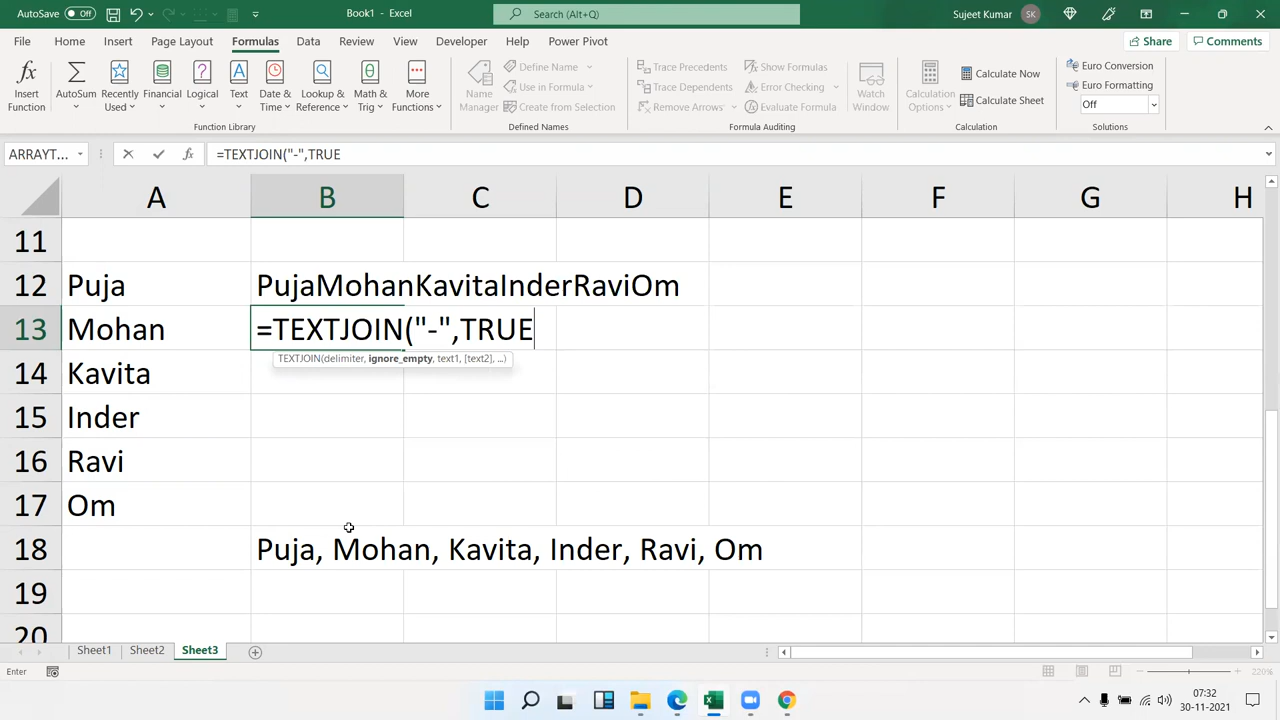 AutoSave Off Book1 - Excel Search (Alt+Q) Sujeet Kumar SK
File Home Insert Page Layout Formulas Data Review View Developer Help Power Pivot Share Comments
Insert Function
AutoSum
Recently Used
Financial
Logical
Text
Date & Time
Lookup & Reference
Math & Trig
More Functions
Function Library
Name Manager
Define Name
Use in Formula
Create from Selection
Defined Names
Trace Precedents
Trace Dependents
Remove Arrows
Show Formulas
Error Checking
Evaluate Formula
Formula Auditing
Watch Window
Calculation Options
Calculate Now
Calculate Sheet
Calculation
Euro Conversion
Euro Formatting
Off
Solutions
ARRAYT... fx =TEXTJOIN("-",TRUE
A B C D E F G H
11
12 Puja PujaMohanKavitaInderRaviOm
13 Mohan =TEXTJOIN("-",TRUE
TEXTJOIN(delimiter, ignore_empty, text1, [text2], ...)
14 Kavita
15 Inder
16 Ravi
17 Om
18 Puja, Mohan, Kavita, Inder, Ravi, Om
19
20
Sheet1 Sheet2 Sheet3
Enter 220%
07:32
30-11-2021